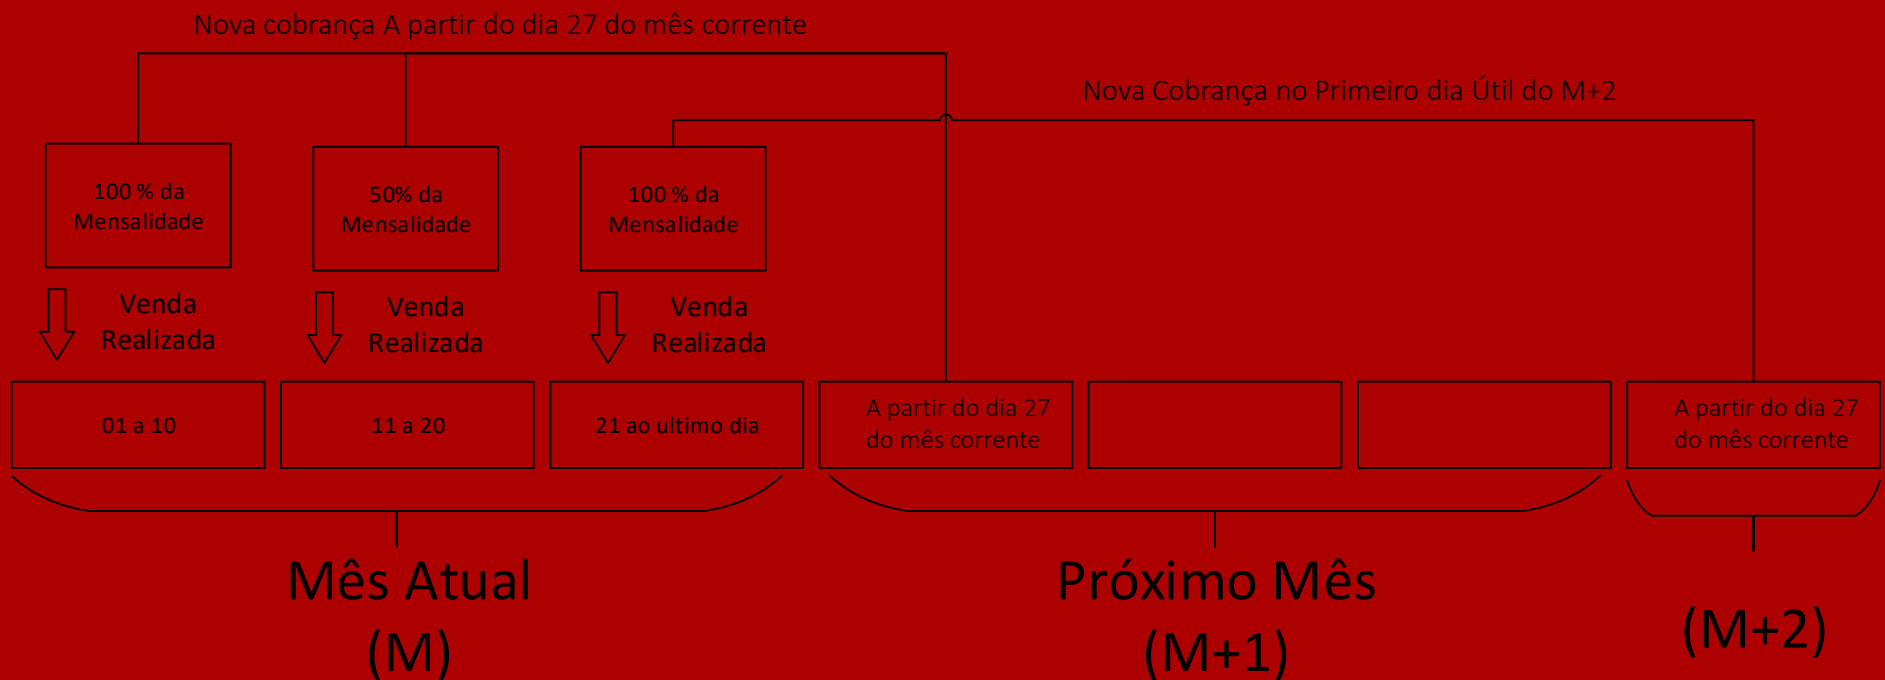 Nova cobrança A partir do dia 27 do mês corrente
Nova Cobrança no Primeiro dia Útil do M+2
100 % da
Mensalidade
50% da
Mensalidade
100 % da
Mensalidade
Venda
Realizada
Venda
Realizada
Venda
Realizada
01 a 10
11 a 20
21 ao ultimo dia
A partir do dia 27
do mês corrente
A partir do dia 27
do mês corrente
Mês Atual
(M)
Próximo Mês
(M+1)
(M+2)